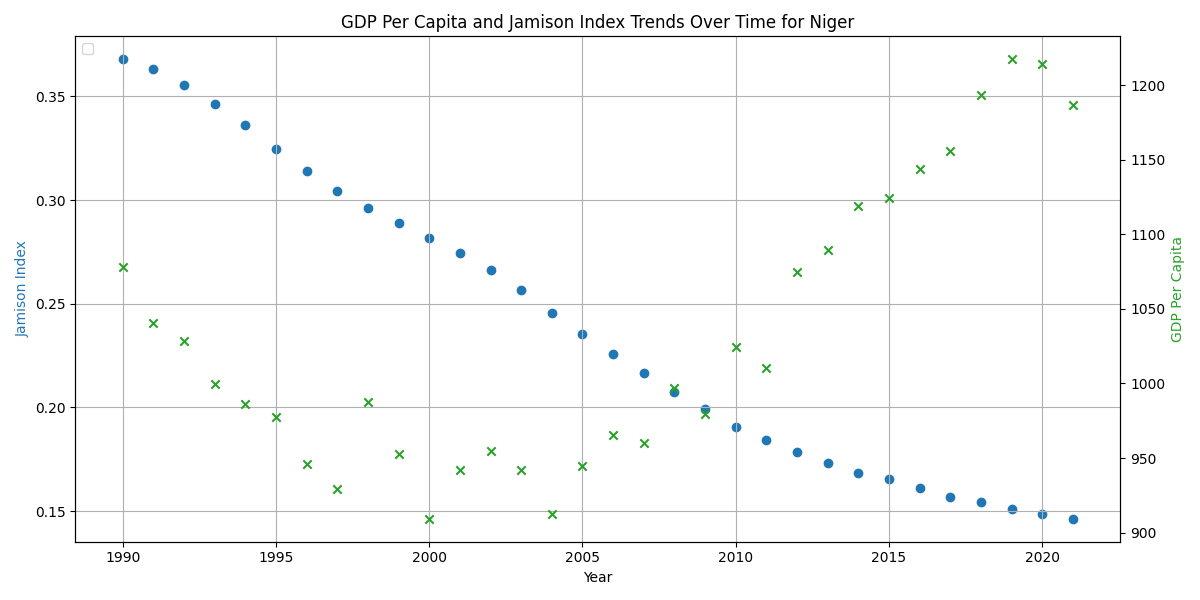 GDP Per Capita and Jamison Index Trends Over Time for Niger
Jamison Index
0.35
0.30
0.25
0.20
0.15
1200
1150
1100
1050
1000
950
900
GDP Per Capita
1990 1995 2000 2005 2010 2015 2020
Year